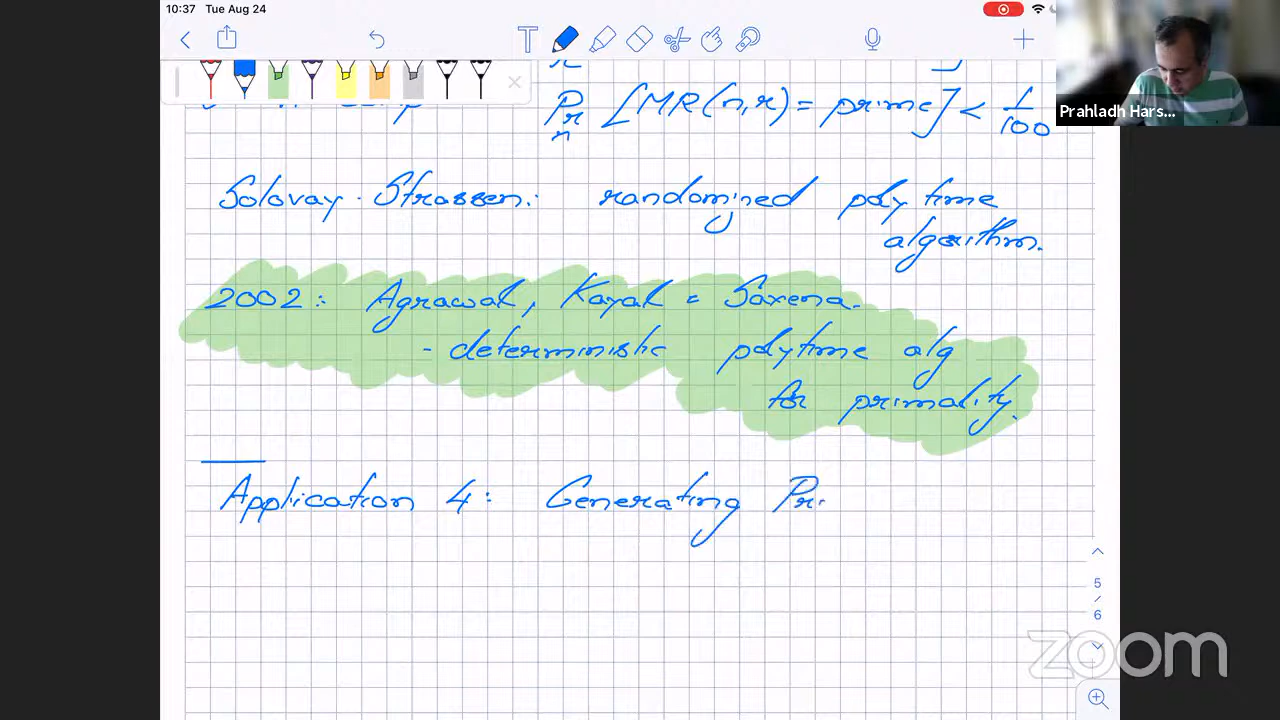 10:37 Tue Aug 24
Prahladh Hars...
Pr [MR(n,r) = prime] < 1/100
n
Solovay - Strassen: randomized poly time
algorithm.
2002: Agrawal, Kayal = Saxena.
- deterministic polytime alg
for primality.
Application 4: Generating Pri
5
6
zoom